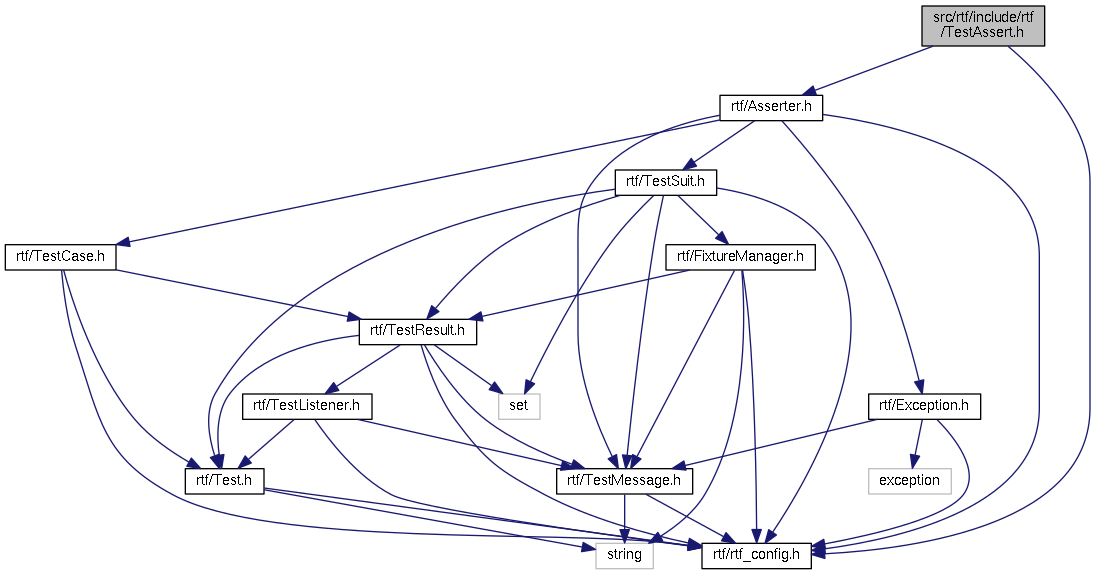 src/rtf/include/rtf
/TestAssert.h
rtf/Asserter.h
rtf/TestSuit.h
rtf/TestCase.h
rtf/FixtureManager.h
rtf/TestResult.h
rtf/TestListener.h
set
rtf/Exception.h
rtf/Test.h
rtf/TestMessage.h
exception
string
rtf/rtf_config.h